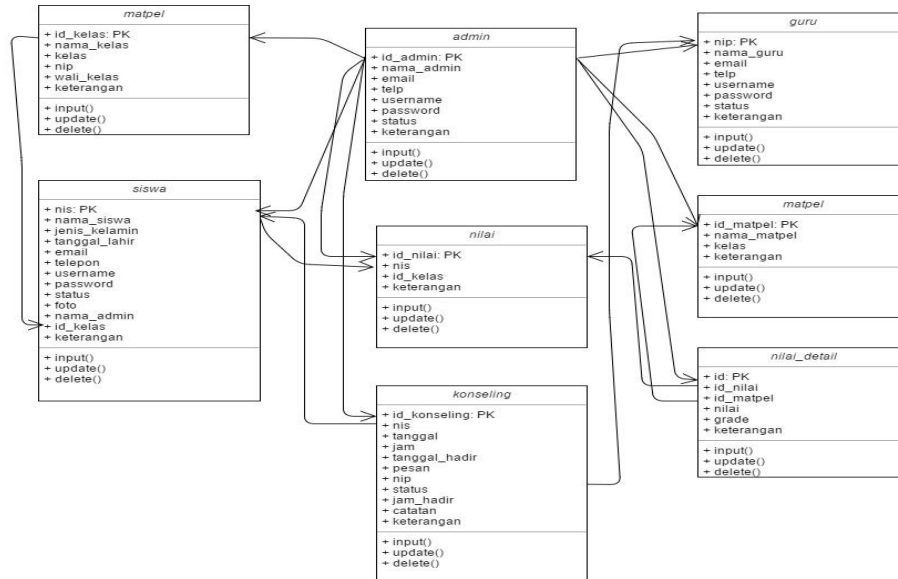 matpel
+ id_kelas: PK
+ nama_kelas
+ kelas
+ nip
+ wali_kelas
+ keterangan
+ input()
+ update()
+ delete()
admin
+ id_admin: PK
+ nama_admin
+ email
+ telp
+ username
+ password
+ status
+ keterangan
+ input()
+ update()
+ delete()
guru
+ nip: PK
+ nama_guru
+ email
+ telp
+ username
+ password
+ status
+ keterangan
+ input()
+ update()
+ delete()
siswa
+ nis: PK
+ nama_siswa
+ jenis_kelamin
+ tanggal_lahir
+ email
+ telepon
+ username
+ password
+ status
+ foto
+ nama_admin
+ id_kelas
+ keterangan
+ input()
+ update()
+ delete()
nilai
+ id_nilai: PK
+ nis
+ id_kelas
+ keterangan
+ input()
+ update()
+ delete()
matpel
+ id_matpel: PK
+ nama_matpel
+ kelas
+ keterangan
+ input()
+ update()
+ delete()
konseling
+ id_konseling: PK
+ nis
+ tanggal
+ jam
+ tanggal_hadir
+ pesan
+ nip
+ status
+ jam_hadir
+ catatan
+ keterangan
+ input()
+ update()
+ delete()
nilai_detail
+ id: PK
+ id_nilai
+ id_matpel
+ nilai
+ grade
+ keterangan
+ input()
+ update()
+ delete()